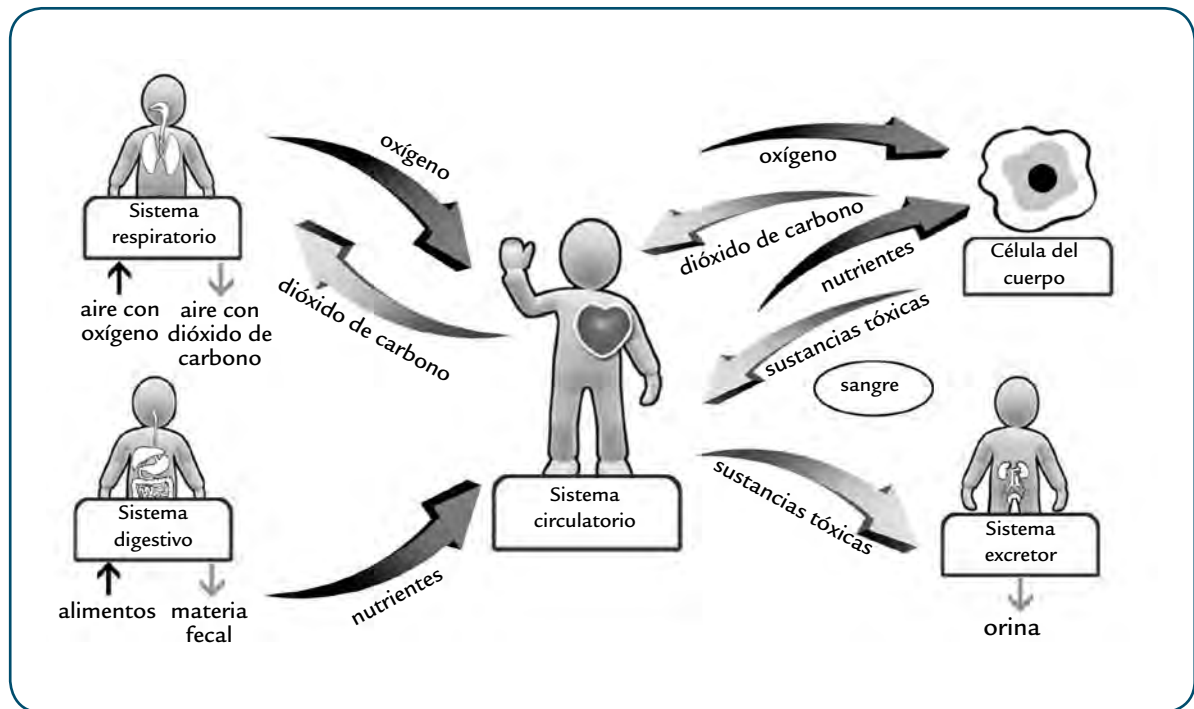 Sistema
respiratorio
aire con
oxígeno
aire con
dióxido de
carbono
Sistema
digestivo
alimentos
materia
fecal
oxígeno
dióxido de carbono
nutrientes
Sistema
circulatorio
oxígeno
dióxido de carbono
nutrientes
sustancias tóxicas
Célula del
cuerpo
sangre
sustancias tóxicas
Sistema
excretor
orina